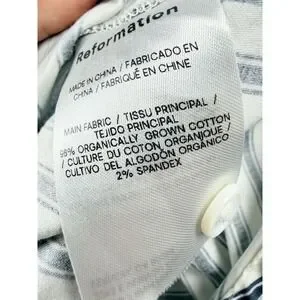 Reformation
MADE IN CHINA / FABRICADO EN
CHINA / FABRIQUÉ EN CHINE
MAIN FABRIC / TISSU PRINCIPAL /
TEJIDO PRINCIPAL
98% ORGANICALLY GROWN COTTON
/ CULTURE DU COTON ORGANIQUE /
CULTIVO DEL ALGODÓN ORGÁNICO
2% SPANDEX